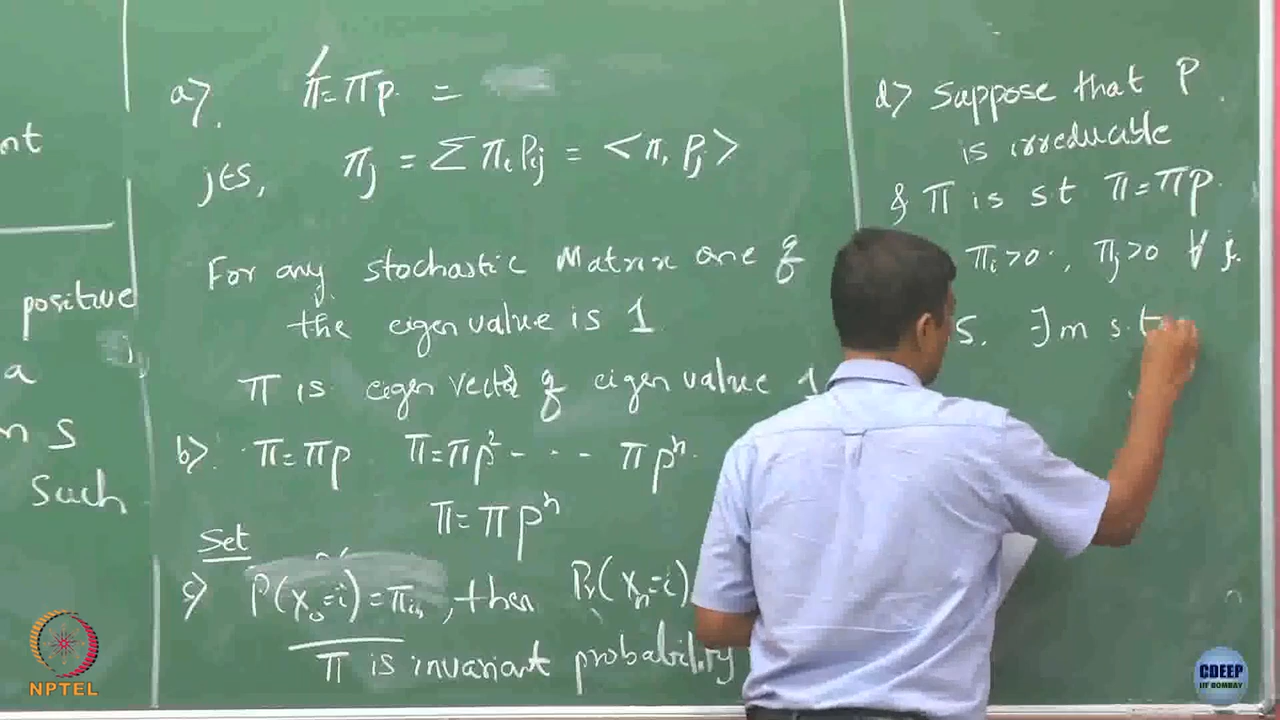 nt
positive
a
n s
such
a). π = πp. =
j∈S, πj = Σ πi Pij = < π, Pj >
For any stochastic Matrix one of
the eigen value is 1
π is eigen vector of eigen value 1
b). π = πp π = πp² - - - πpⁿ.
π = πpⁿ
Set
c) P(X₀=i) = πi, then Pr(Xn=i)
π is invariant probability
d) Suppose that P
is irreduable
& π is s.t π = πp.
πi > 0, πj > 0 ∀ j.
S. ∃ m s.t
NPTEL
CDEEP
IIT BOMBAY